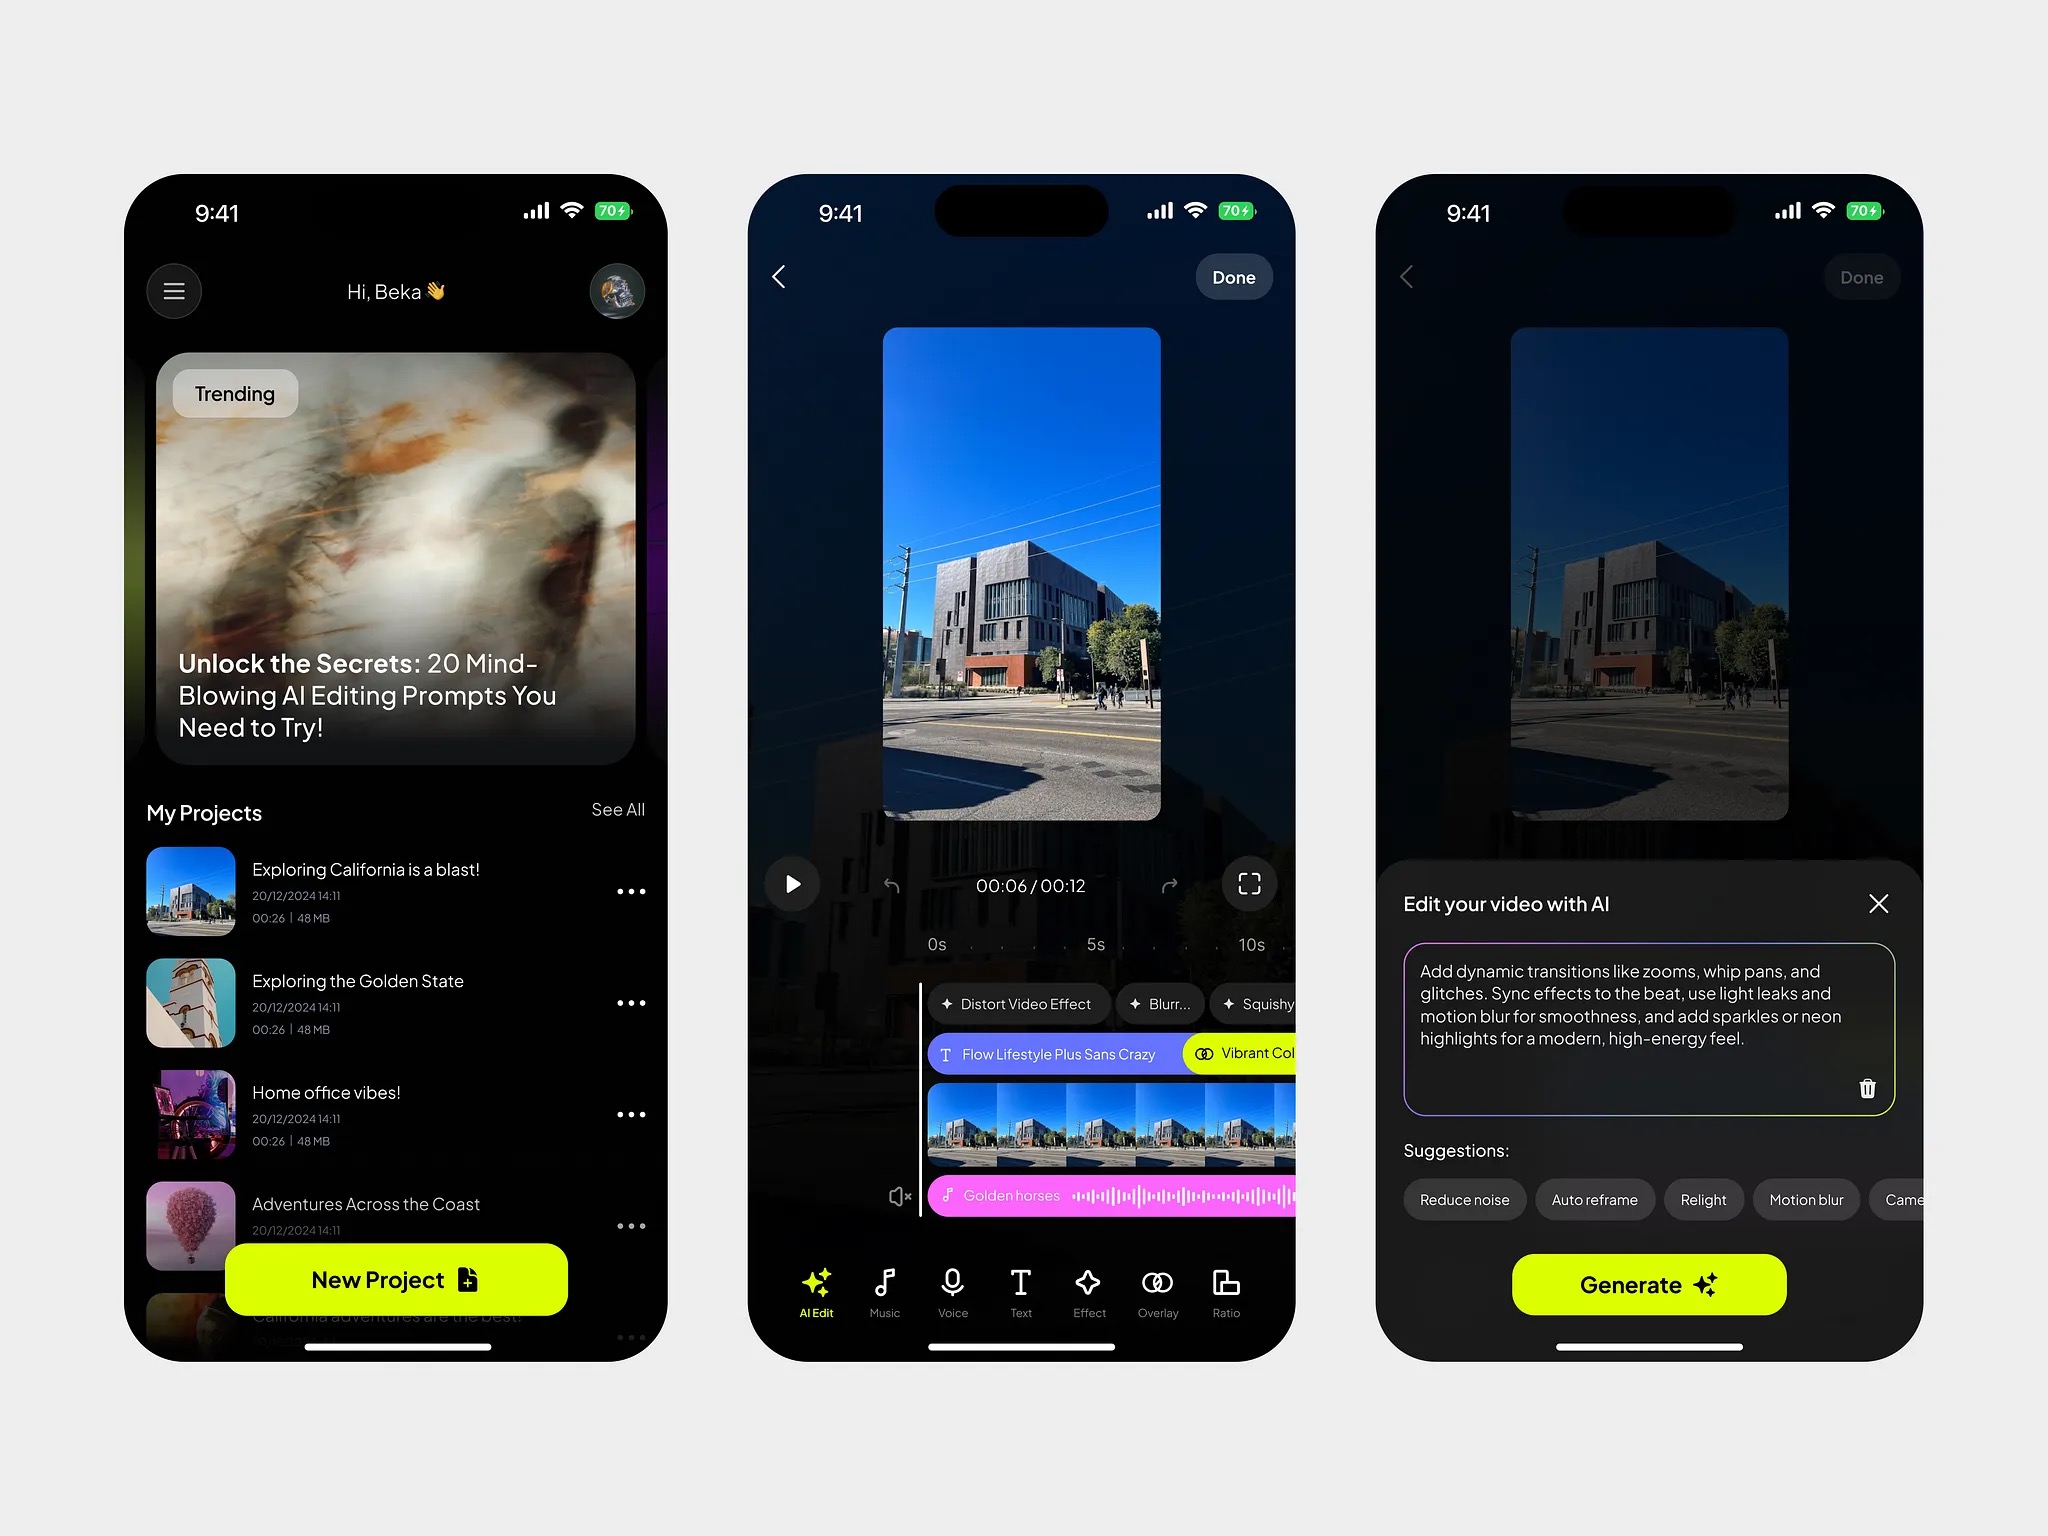 9:41
70
Hi, Beka 👋
Trending
Unlock the Secrets: 20 Mind-
Blowing AI Editing Prompts You
Need to Try!
My Projects
See All
Exploring California is a blast!
20/12/2024 14:11
00:26 | 48 MB
Exploring the Golden State
20/12/2024 14:11
00:26 | 48 MB
Home office vibes!
20/12/2024 14:11
00:26 | 48 MB
Adventures Across the Coast
20/12/2024 14:11
New Project
California adventures are the best!
9:41
70
Done
00:06 / 00:12
0s
5s
10s
Distort Video Effect
Blurr...
Squishy
Flow Lifestyle Plus Sans Crazy
Vibrant Col
Golden horses
AI Edit
Music
Voice
Text
Effect
Overlay
Ratio
9:41
70
Done
Edit your video with AI
Add dynamic transitions like zooms, whip pans, and
glitches. Sync effects to the beat, use light leaks and
motion blur for smoothness, and add sparkles or neon
highlights for a modern, high-energy feel.
Suggestions:
Reduce noise
Auto reframe
Relight
Motion blur
Came
Generate